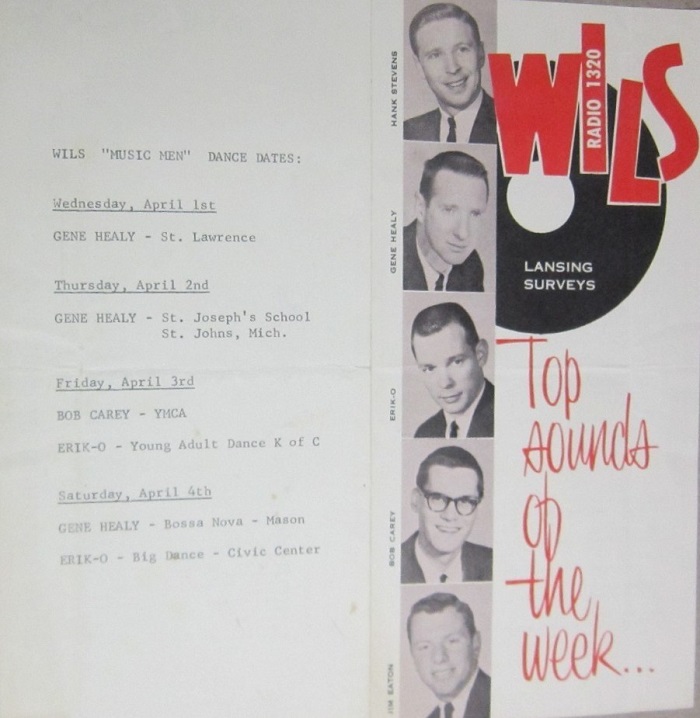 WILS "MUSIC MEN" DANCE DATES:
Wednesday, April 1st
GENE HEALY - St. Lawrence
Thursday, April 2nd
GENE HEALY - St. Joseph's School
St. Johns, Mich.
Friday, April 3rd
BOB CAREY - YMCA
ERIK-O - Young Adult Dance K of C
Saturday, April 4th
GENE HEALY - Bossa Nova - Mason
ERIK-O - Big Dance - Civic Center
HANK STEVENS
GENE HEALY
ERIK-O
BOB CAREY
JIM EATON
WILS
RADIO 1320
LANSING
SURVEYS
Top
sounds
of
the
week...